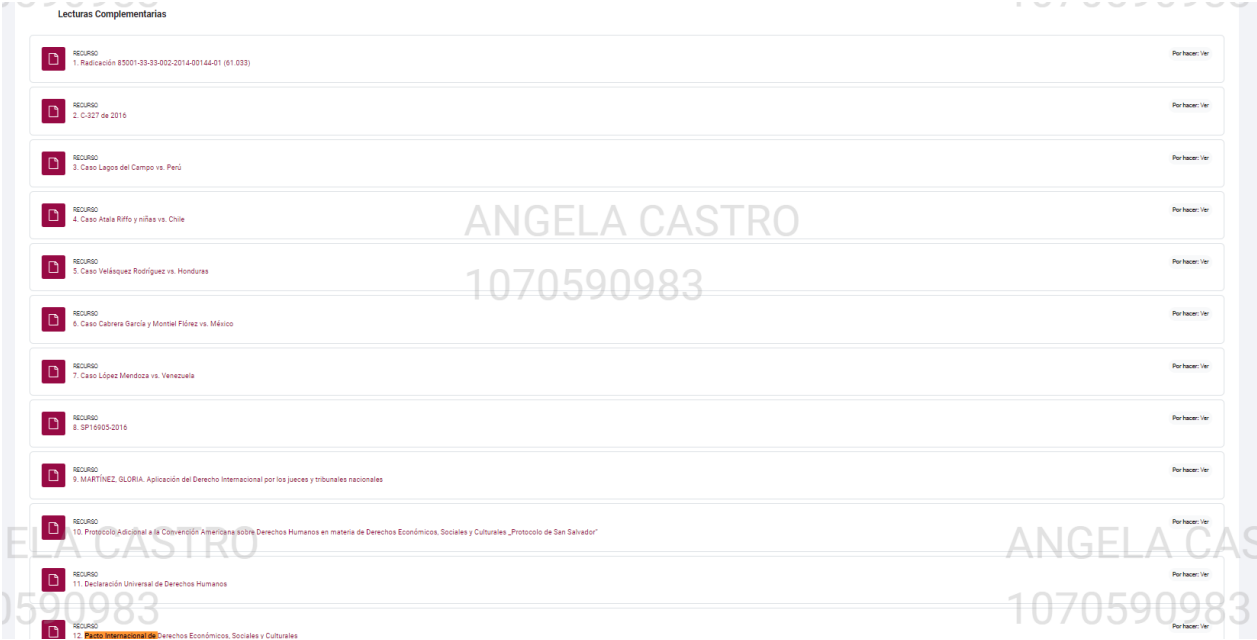 Lecturas Complementarias
RECURSO
1. Radicación 85001-33-33-002-2014-00144-01 (61.033)
Por hacer: Ver
RECURSO
2. C-327 de 2016
Por hacer: Ver
RECURSO
3. Caso Lagos del Campo vs. Perú
Por hacer: Ver
RECURSO
4. Caso Atala Riffo y niñas vs. Chile
Por hacer: Ver
ANGELA CASTRO
RECURSO
5. Caso Velásquez Rodríguez vs. Honduras
Por hacer: Ver
1070590983
RECURSO
6. Caso Cabrera García y Montiel Flórez vs. México
Por hacer: Ver
RECURSO
7. Caso López Mendoza vs. Venezuela
Por hacer: Ver
RECURSO
8. SP16905-2016
Por hacer: Ver
RECURSO
9. MARTÍNEZ, GLORIA. Aplicación del Derecho Internacional por los jueces y tribunales nacionales
Por hacer: Ver
RECURSO
10. Protocolo Adicional a la Convención Americana sobre Derechos Humanos en materia de Derechos Económicos, Sociales y Culturales „Protocolo de San Salvador"
Por hacer: Ver
ELA CASTRO
ANGELA CAS
RECURSO
11. Declaración Universal de Derechos Humanos
Por hacer: Ver
0590983
1070590983
RECURSO
12. Pacto Internacional de Derechos Económicos, Sociales y Culturales
Por hacer: Ver